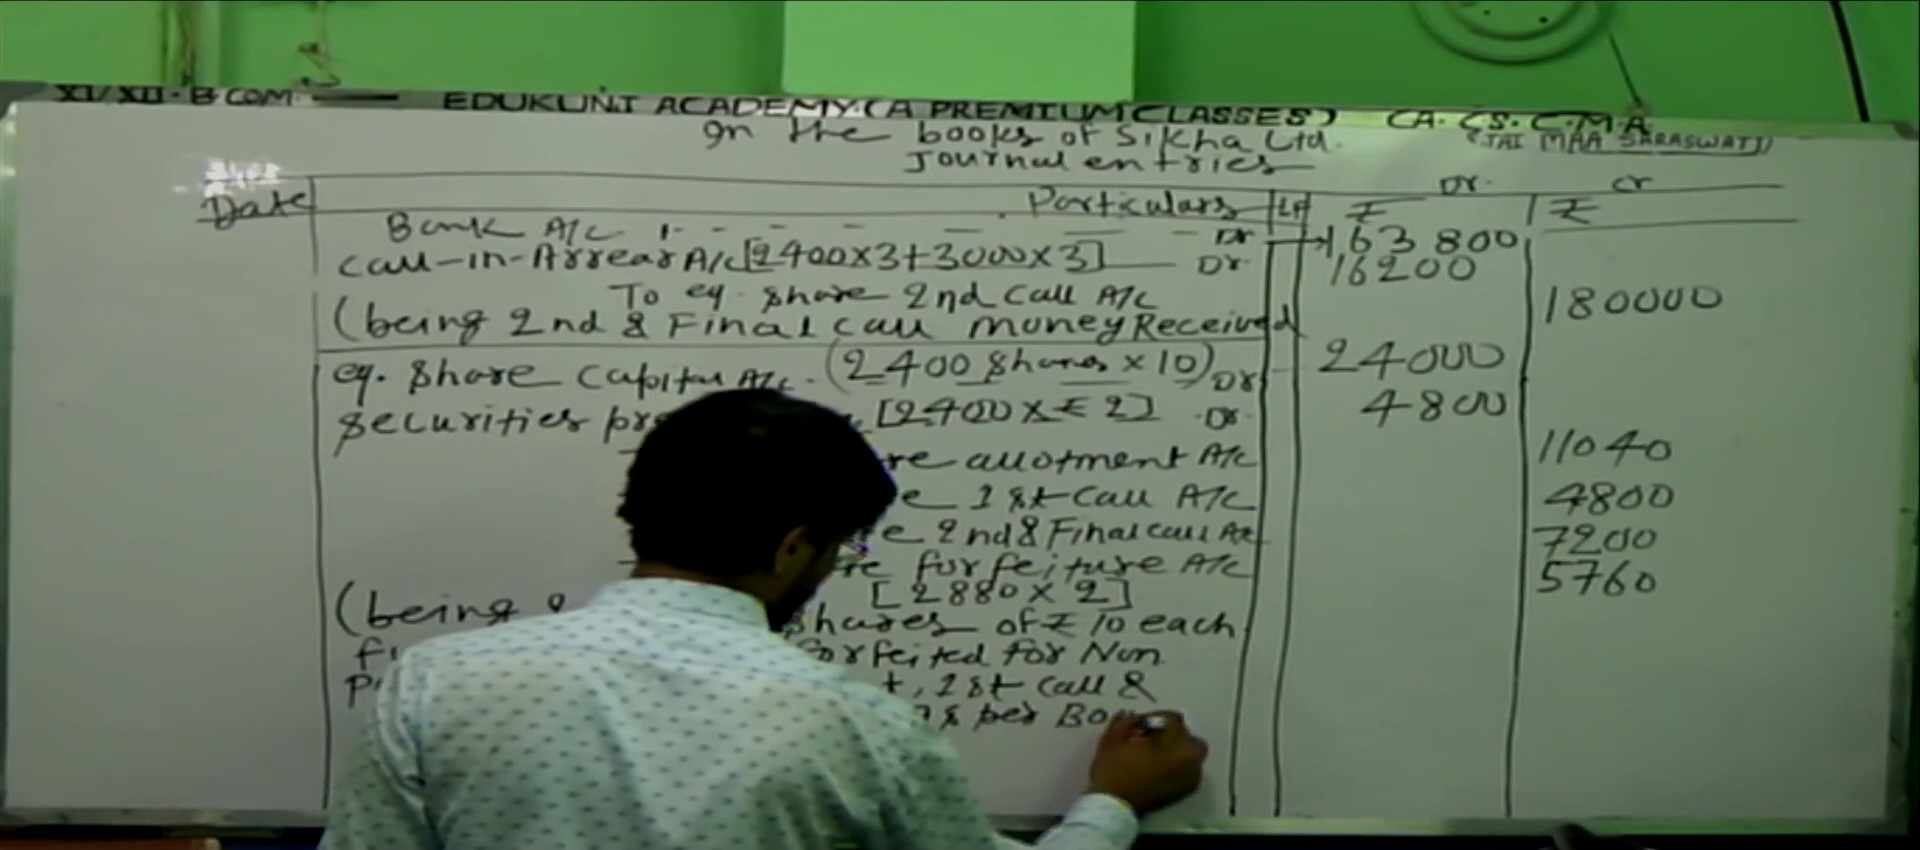 XI/XII. B COM. — EDUKUNT ACADEMY.(A PREMIUM CLASSES) CA. CS. C.M.A
In the books of Sikha Ltd.
(JAI MAA SARASWATI)
Journal entries
Dr. Cr
Date Particulars LF ₹ ₹
Bank A/c Dr 163800
Call-in-Arrear A/c [2400x3+3000x3] Dr 16200
To eq. share 2nd Call A/c 180000
(being 2nd & Final Call money Received
eq. share capital A/c. (2400 shares x 10) Dr 24000
securities [2400 x ₹ 2] Dr 4800
allotment A/c 11040
1st Call A/c 4800
2nd & Final call A/c 7200
forfeiture A/c 5760
[2880 x 2]
(being shares of ₹ 10 each
forfeited for Non
1st call &
per